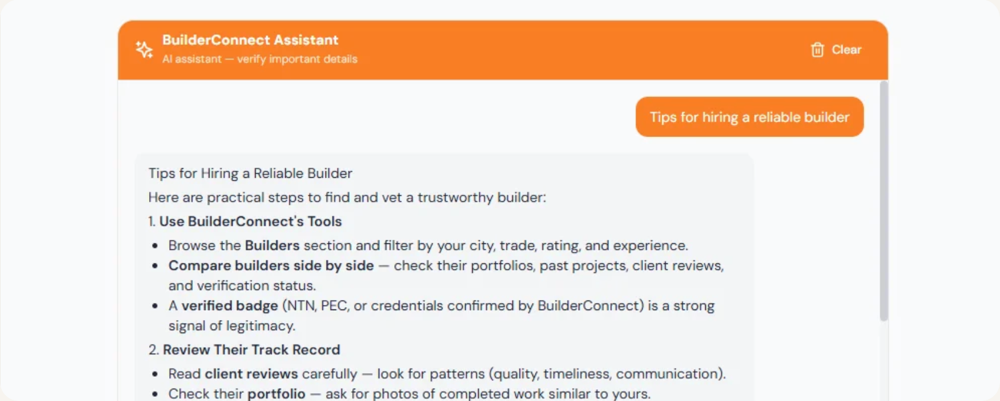 BuilderConnect Assistant
AI assistant — verify important details
Clear
Tips for hiring a reliable builder
Tips for Hiring a Reliable Builder
Here are practical steps to find and vet a trustworthy builder:
1. Use BuilderConnect's Tools
• Browse the Builders section and filter by your city, trade, rating, and experience.
• Compare builders side by side — check their portfolios, past projects, client reviews,
and verification status.
• A verified badge (NTN, PEC, or credentials confirmed by BuilderConnect) is a strong
signal of legitimacy.
2. Review Their Track Record
• Read client reviews carefully — look for patterns (quality, timeliness, communication).
• Check their portfolio — ask for photos of completed work similar to yours.